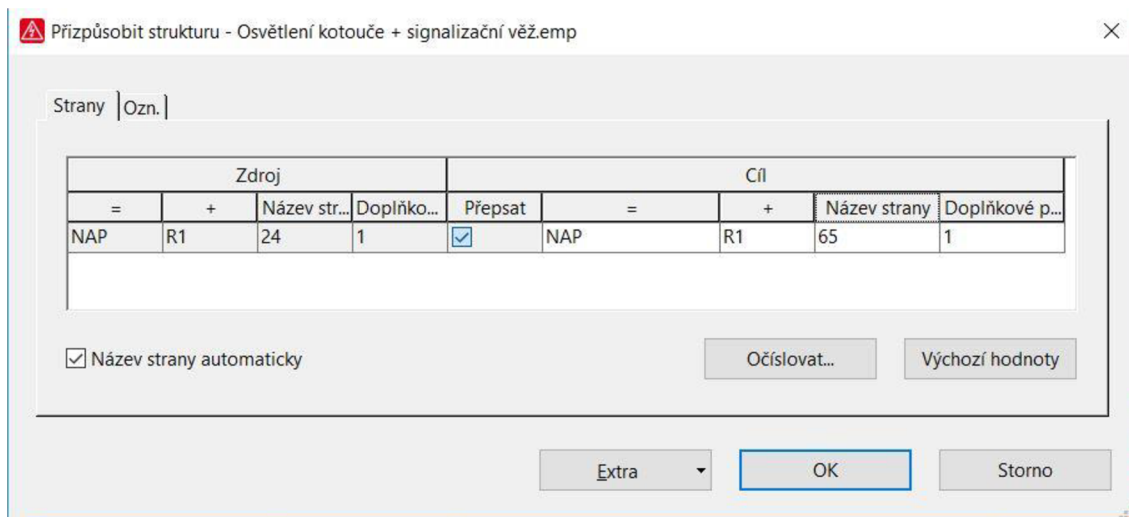 Přizpůsobit strukturu - Osvětlení kotouče + signalizační věž.emp
Strany Ozn.
Zdroj Cíl
= + Název str... Doplňko... Přepsat = + Název strany Doplňkové p...
NAP R1 24 1 NAP R1 65 1
Název strany automaticky Očíslovat... Výchozí hodnoty
Extra OK Storno